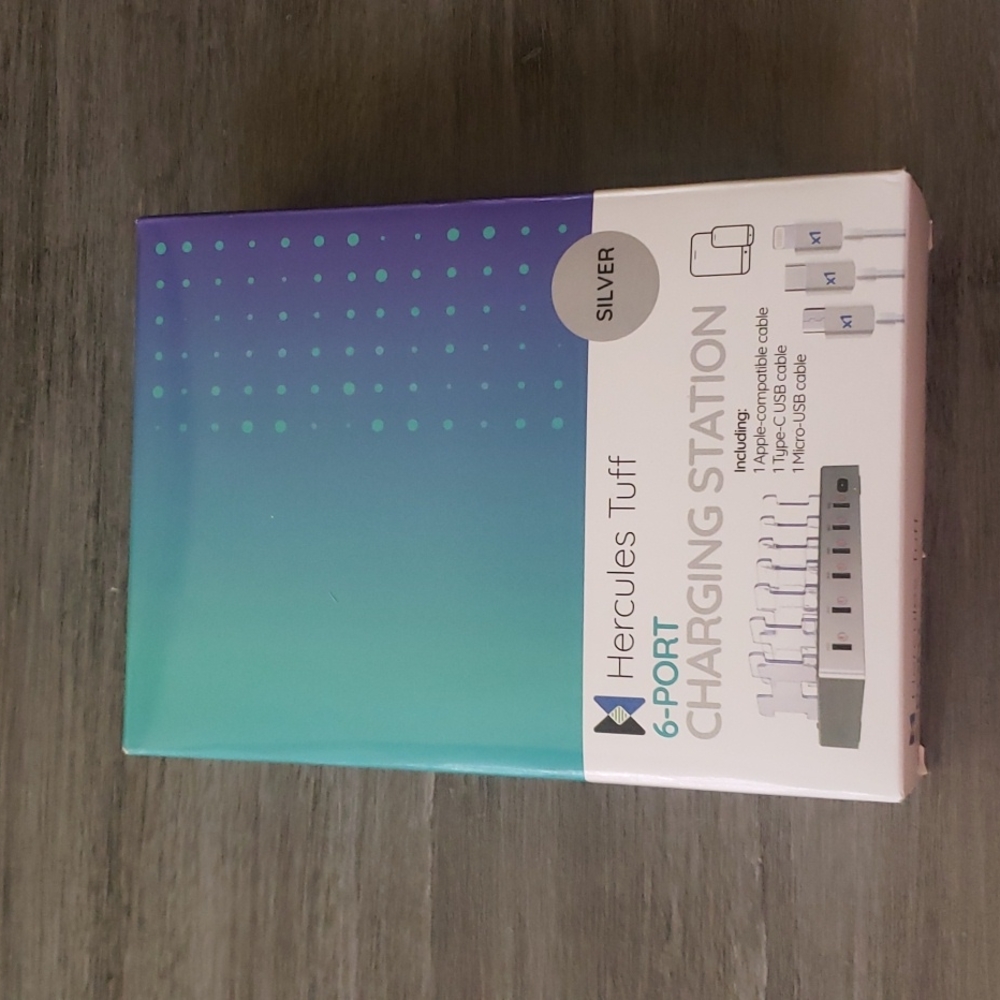 SILVER
Hercules Tuff
6-PORT
CHARGING STATION
Including:
1 Apple-compatible cable
1 Type-C USB cable
1 Micro-USB cable
x1
x1
x1